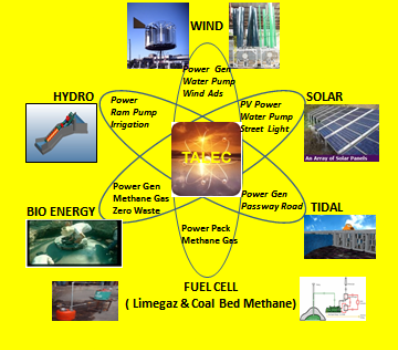 WIND
Power Gen
Water Pump
Wind Ads
HYDRO
Power
Ram Pump
Irrigation
PV Power
Water Pump
Street Light
SOLAR
An Array of Solar Panels
TALEC
BIO ENERGY
Power Gen
Methane Gas
Zero Waste
Power Gen
Passway Road
TIDAL
Power Pack
Methane Gas
FUEL CELL
( Limegaz & Coal Bed Methane)